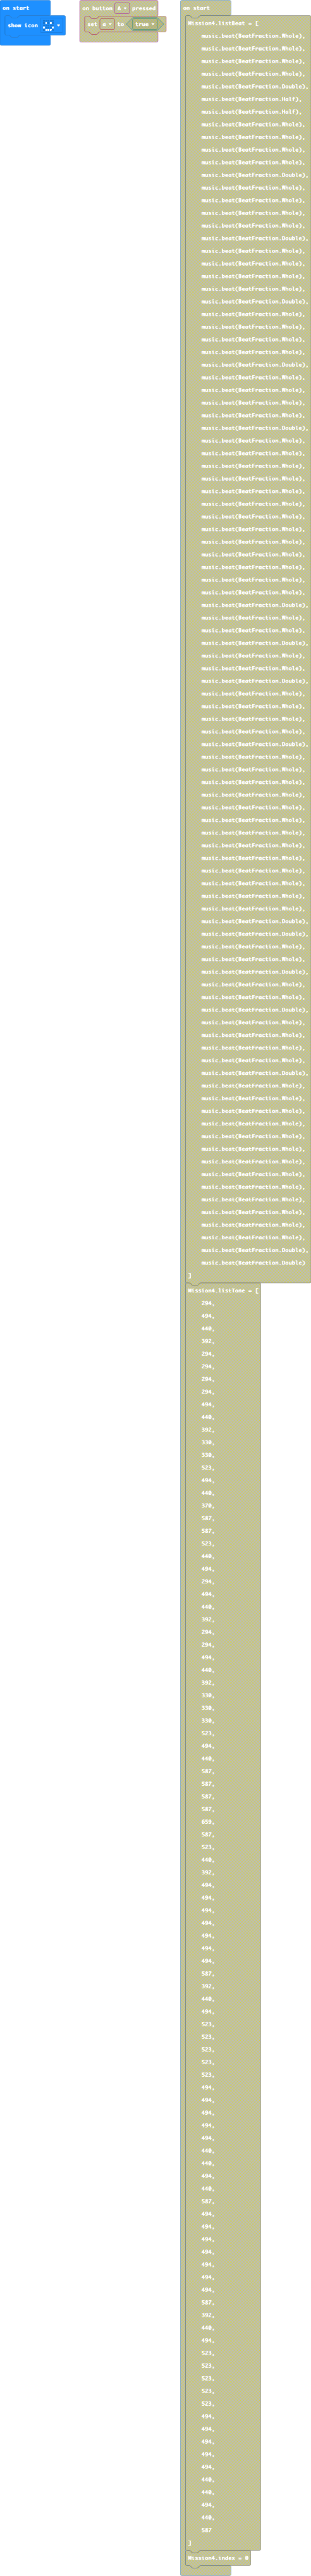 on start
show icon
on button A pressed
set a to true
on start
Mission4.listBeat = [
music.beat(BeatFraction.Whole),
music.beat(BeatFraction.Whole),
music.beat(BeatFraction.Whole),
music.beat(BeatFraction.Whole),
music.beat(BeatFraction.Double),
music.beat(BeatFraction.Half),
music.beat(BeatFraction.Half),
music.beat(BeatFraction.Whole),
music.beat(BeatFraction.Whole),
music.beat(BeatFraction.Whole),
music.beat(BeatFraction.Whole),
music.beat(BeatFraction.Double),
music.beat(BeatFraction.Whole),
music.beat(BeatFraction.Whole),
music.beat(BeatFraction.Whole),
music.beat(BeatFraction.Whole),
music.beat(BeatFraction.Double),
music.beat(BeatFraction.Whole),
music.beat(BeatFraction.Whole),
music.beat(BeatFraction.Whole),
music.beat(BeatFraction.Whole),
music.beat(BeatFraction.Double),
music.beat(BeatFraction.Whole),
music.beat(BeatFraction.Whole),
music.beat(BeatFraction.Whole),
music.beat(BeatFraction.Whole),
music.beat(BeatFraction.Double),
music.beat(BeatFraction.Whole),
music.beat(BeatFraction.Whole),
music.beat(BeatFraction.Whole),
music.beat(BeatFraction.Whole),
music.beat(BeatFraction.Double),
music.beat(BeatFraction.Whole),
music.beat(BeatFraction.Whole),
music.beat(BeatFraction.Whole),
music.beat(BeatFraction.Whole),
music.beat(BeatFraction.Whole),
music.beat(BeatFraction.Whole),
music.beat(BeatFraction.Whole),
music.beat(BeatFraction.Whole),
music.beat(BeatFraction.Whole),
music.beat(BeatFraction.Whole),
music.beat(BeatFraction.Whole),
music.beat(BeatFraction.Whole),
music.beat(BeatFraction.Whole),
music.beat(BeatFraction.Double),
music.beat(BeatFraction.Whole),
music.beat(BeatFraction.Whole),
music.beat(BeatFraction.Double),
music.beat(BeatFraction.Whole),
music.beat(BeatFraction.Whole),
music.beat(BeatFraction.Double),
music.beat(BeatFraction.Whole),
music.beat(BeatFraction.Whole),
music.beat(BeatFraction.Whole),
music.beat(BeatFraction.Whole),
music.beat(BeatFraction.Double),
music.beat(BeatFraction.Whole),
music.beat(BeatFraction.Whole),
music.beat(BeatFraction.Whole),
music.beat(BeatFraction.Whole),
music.beat(BeatFraction.Whole),
music.beat(BeatFraction.Whole),
music.beat(BeatFraction.Whole),
music.beat(BeatFraction.Whole),
music.beat(BeatFraction.Whole),
music.beat(BeatFraction.Whole),
music.beat(BeatFraction.Whole),
music.beat(BeatFraction.Whole),
music.beat(BeatFraction.Whole),
music.beat(BeatFraction.Double),
music.beat(BeatFraction.Double),
music.beat(BeatFraction.Whole),
music.beat(BeatFraction.Whole),
music.beat(BeatFraction.Double),
music.beat(BeatFraction.Whole),
music.beat(BeatFraction.Whole),
music.beat(BeatFraction.Double),
music.beat(BeatFraction.Whole),
music.beat(BeatFraction.Whole),
music.beat(BeatFraction.Whole),
music.beat(BeatFraction.Whole),
music.beat(BeatFraction.Double),
music.beat(BeatFraction.Whole),
music.beat(BeatFraction.Whole),
music.beat(BeatFraction.Whole),
music.beat(BeatFraction.Whole),
music.beat(BeatFraction.Whole),
music.beat(BeatFraction.Whole),
music.beat(BeatFraction.Whole),
music.beat(BeatFraction.Whole),
music.beat(BeatFraction.Whole),
music.beat(BeatFraction.Whole),
music.beat(BeatFraction.Whole),
music.beat(BeatFraction.Whole),
music.beat(BeatFraction.Whole),
music.beat(BeatFraction.Double),
music.beat(BeatFraction.Double)
]
Mission4.listTone = [
294,
494,
440,
392,
294,
294,
294,
294,
494,
440,
392,
330,
330,
523,
494,
440,
370,
587,
587,
523,
440,
494,
294,
494,
440,
392,
294,
294,
494,
440,
392,
330,
330,
330,
523,
494,
440,
587,
587,
587,
587,
659,
587,
523,
440,
392,
494,
494,
494,
494,
494,
494,
494,
587,
392,
440,
494,
523,
523,
523,
523,
523,
494,
494,
494,
494,
494,
440,
440,
494,
440,
587,
494,
494,
494,
494,
494,
494,
494,
587,
392,
440,
494,
523,
523,
523,
523,
523,
494,
494,
494,
494,
494,
440,
440,
494,
440,
587
]
Mission4.index = 0